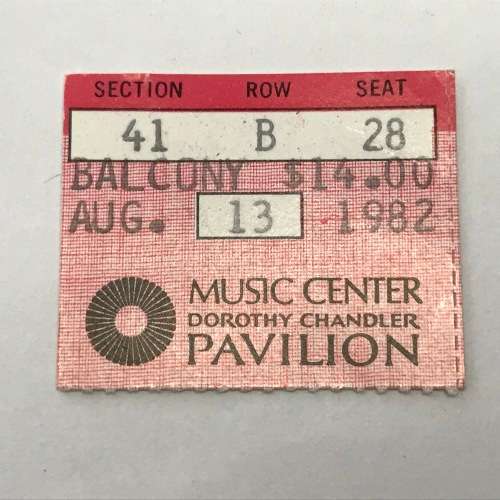 SECTION ROW SEAT
41 B 28
BALCONY $14.00
AUG. 13 1982
MUSIC CENTER
DOROTHY CHANDLER
PAVILION